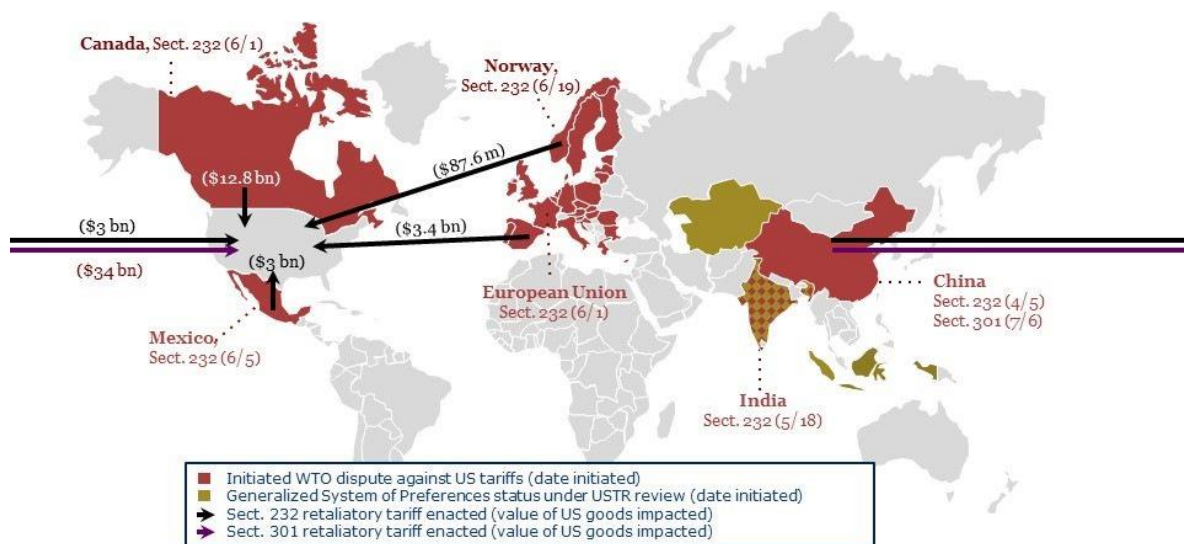 Canada, Sect. 232 (6/1)
Norway,
Sect. 232 (6/19)
($87.6 m)
($12.8 bn)
($3 bn)
($3.4 bn)
($34 bn)
($3 bn)
European Union
Sect. 232 (6/1)
China
Sect. 232 (4/5)
Sect. 301 (7/6)
Mexico,
Sect. 232 (6/5)
India
Sect. 232 (5/18)
Initiated WTO dispute against US tariffs (date initiated)
Generalized System of Preferences status under USTR review (date initiated)
Sect. 232 retaliatory tariff enacted (value of US goods impacted)
Sect. 301 retaliatory tariff enacted (value of US goods impacted)